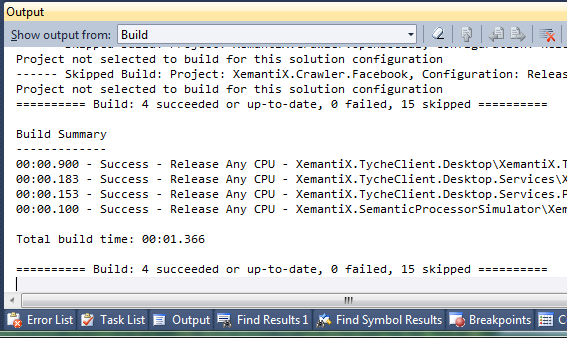 Output
Show output from: Build
Skipped Build: Project: XemantiX.Crawler.
Project not selected to build for this solution configuration
------ Skipped Build: Project: XemantiX.Crawler.Facebook, Configuration: Releas
Project not selected to build for this solution configuration
========== Build: 4 succeeded or up-to-date, 0 failed, 15 skipped ==========
Build Summary
-------------
00:00.900 - Success - Release Any CPU - XemantiX.TycheClient.Desktop\XemantiX.T
00:00.183 - Success - Release Any CPU - XemantiX.TycheClient.Desktop.Services\X
00:00.153 - Success - Release Any CPU - XemantiX.TycheClient.Desktop.Services.F
00:00.100 - Success - Release Any CPU - XemantiX.SemanticProcessorSimulator\Xem
Total build time: 00:01.366
========== Build: 4 succeeded or up-to-date, 0 failed, 15 skipped ==========
Error List Task List Output Find Results 1 Find Symbol Results Breakpoints C